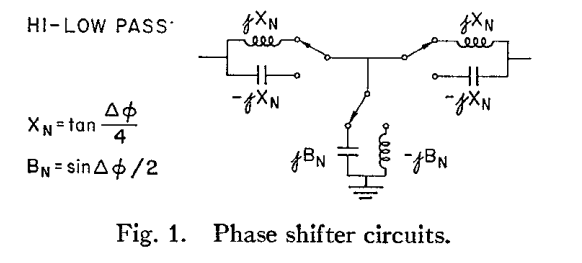 HI-LOW PASS
jX_N
jX_N
-jX_N
-jX_N
X_N = tan Δφ/4
B_N = sin Δφ/2
jB_N
-jB_N
Fig. 1. Phase shifter circuits.